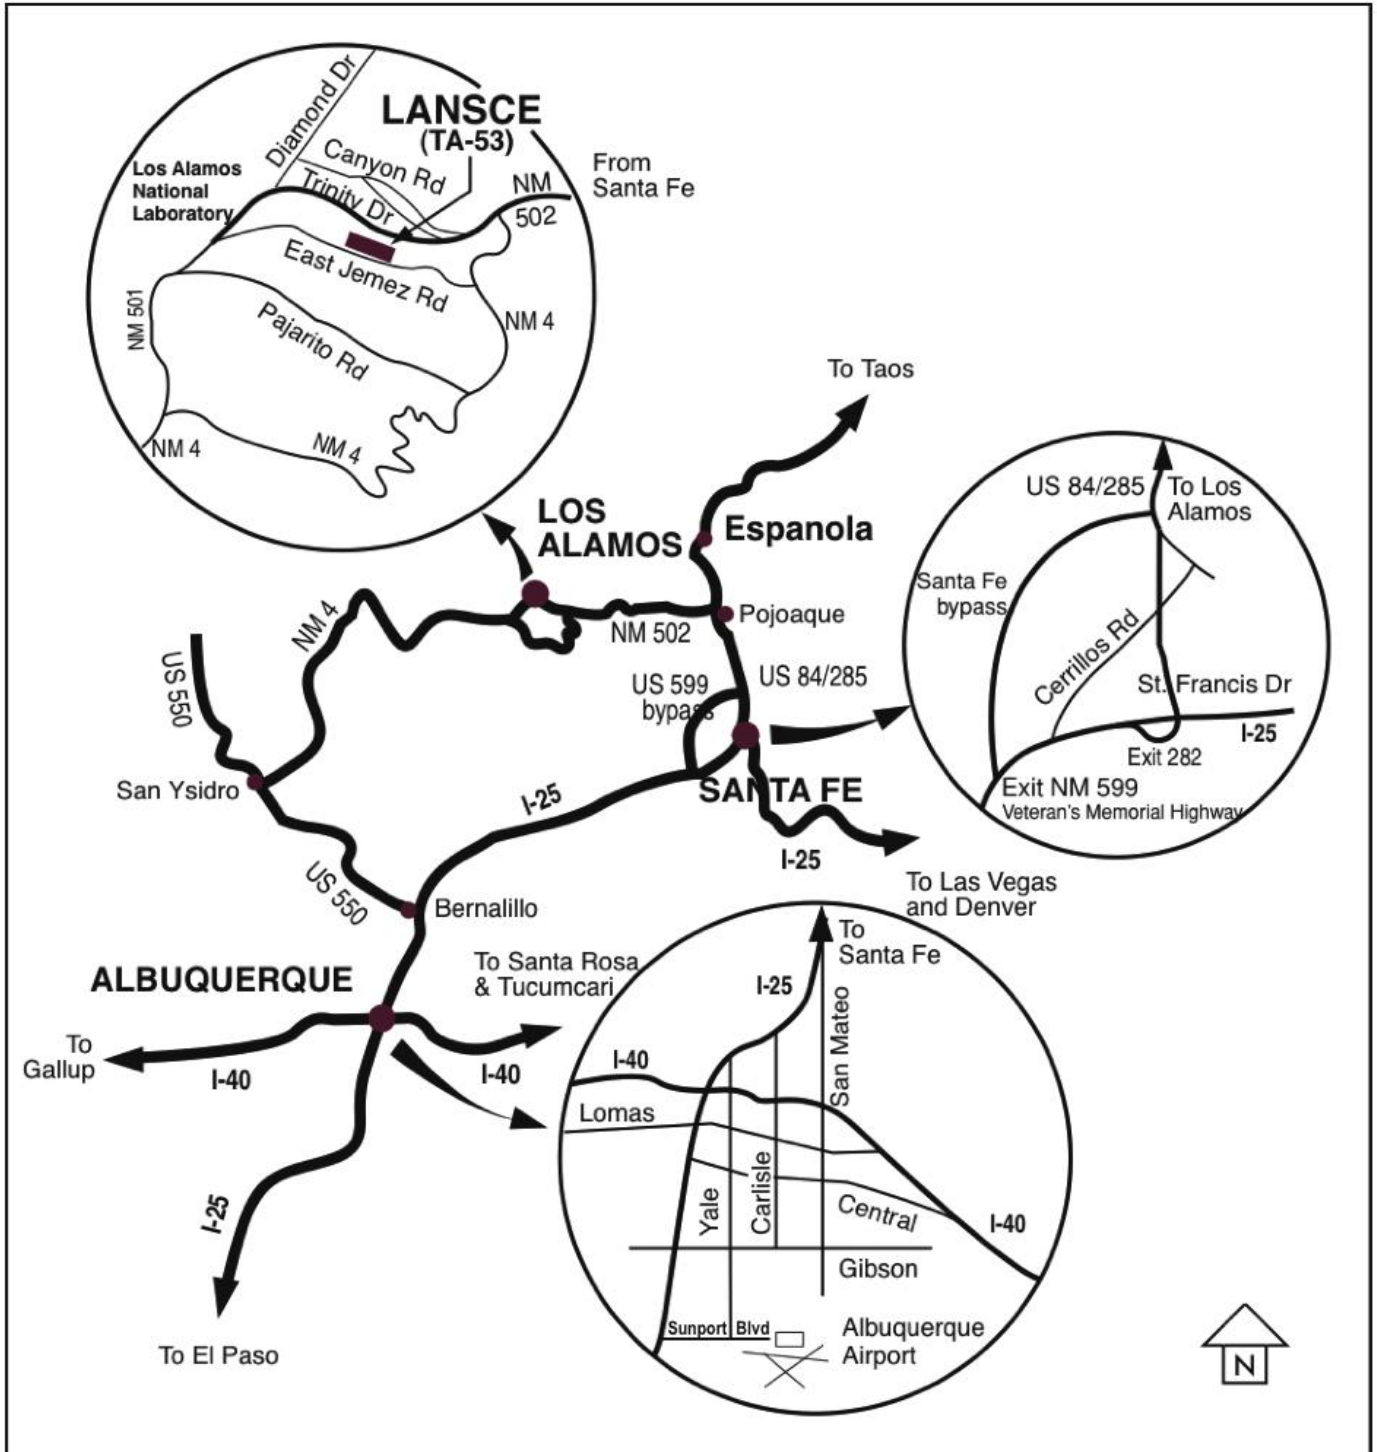 Diamond Dr
LANSCE
(TA-53)
Canyon Rd
Los Alamos
National
Laboratory
Trinity Dr
NM
502
From
Santa Fe
East Jemez Rd
NM 501
Pajarito Rd
NM 4
NM 4
NM 4
To Taos
LOS
ALAMOS
Espanola
US 84/285
To Los
Alamos
Santa Fe
bypass
Cerrillos Rd
St. Francis Dr
I-25
Exit 282
Exit NM 599
Veteran's Memorial Highway
NM 4
NM 502
Pojoaque
US 550
US 599
bypass
US 84/285
San Ysidro
I-25
SANTA FE
I-25
US 550
Bernalillo
To Las Vegas
and Denver
ALBUQUERQUE
To Santa Rosa
& Tucumcari
To
Gallup
I-40
I-40
I-25
To El Paso
To
Santa Fe
I-25
San Mateo
I-40
Lomas
Yale
Carlisle
Central
I-40
Gibson
Sunport Blvd
Albuquerque
Airport
N